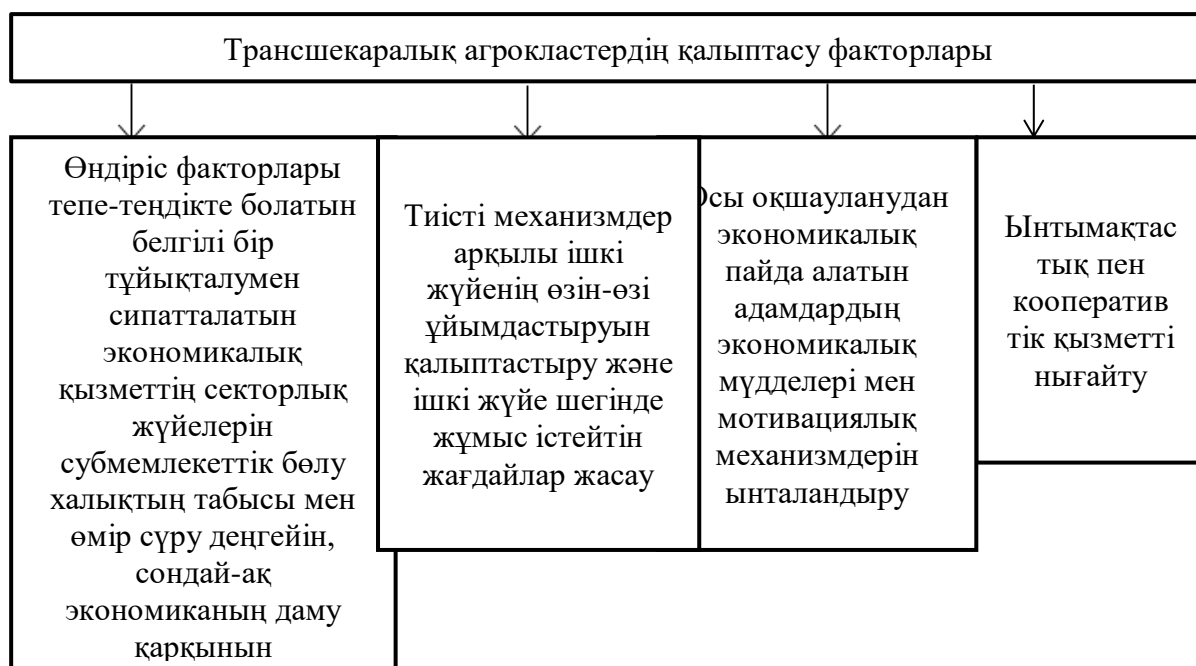 Трансшекаралық агрокластердің қалыптасу факторлары
Өндіріс факторлары
тепе-теңдікте болатын
белгілі бір
тұйықталумен
сипатталатын
экономикалық
қызметтің секторлық
жүйелерін
субмемлекеттік бөлу
халықтың табысы мен
өмір сүру деңгейін,
сондай-ақ
экономиканың даму
қарқынын
Тиісті механизмдер
арқылы ішкі
жүйенің өзін-өзі
ұйымдастыруын
қалыптастыру және
ішкі жүйе шегінде
жұмыс істейтін
жағдайлар жасау
Осы оқшауланудан
экономикалық
пайда алатын
адамдардың
экономикалық
мүдделері мен
мотивациялық
механизмдерін
ынталандыру
Ынтымақтас
тық пен
кооператив
тік қызметті
нығайту